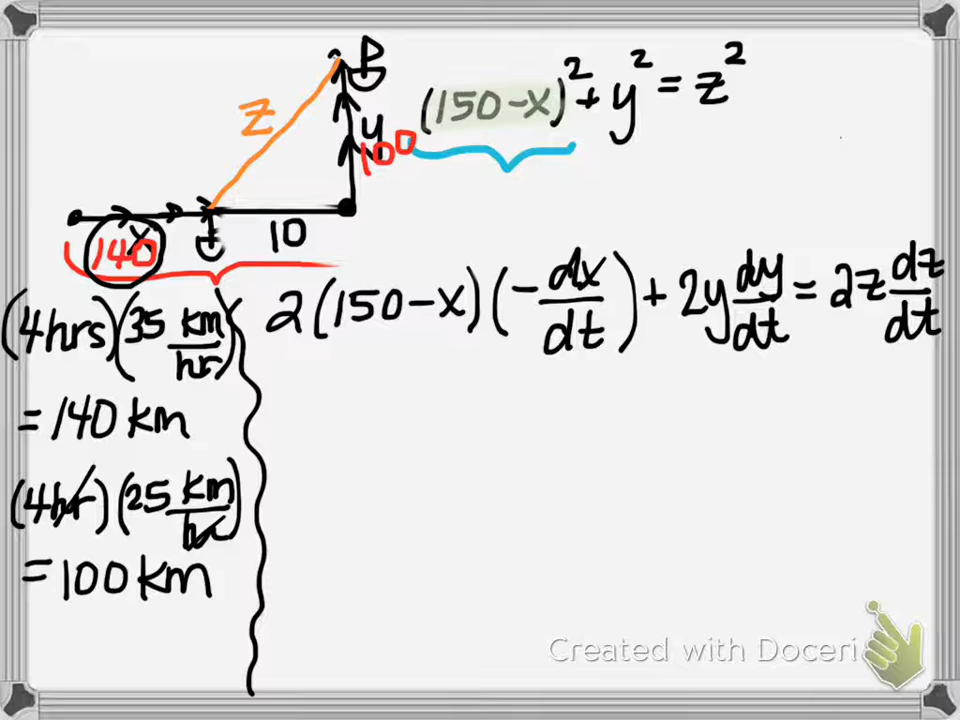 B
z
y
100
(150-x)² + y² = z²
x
140
10
2(150-x)(-dx/dt) + 2y dy/dt = 2z dz/dt
(4hrs)(35 km/hr)
= 140 km
(4hr)(25 km/hr)
= 100 km
Created with Doceri